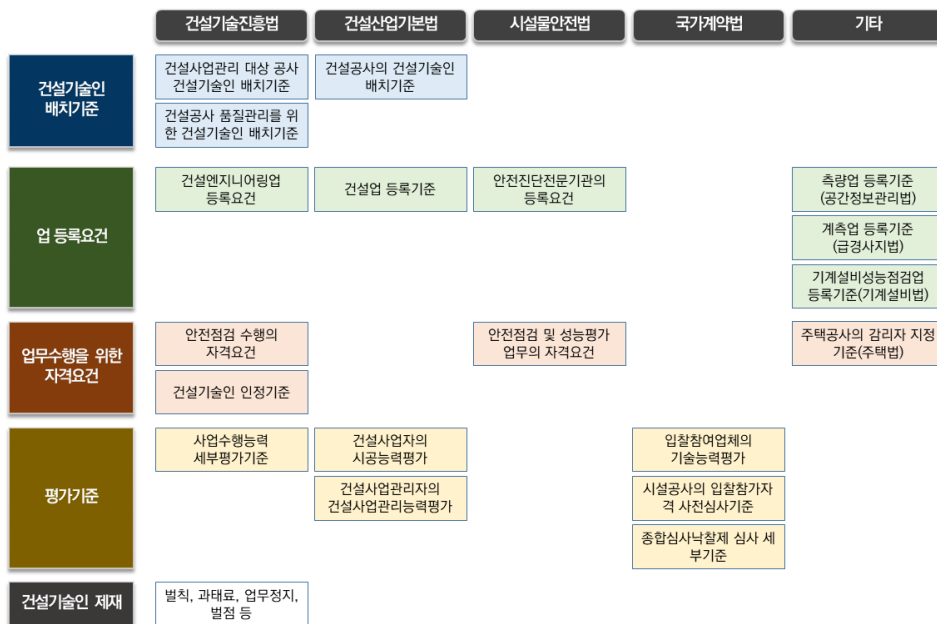 건설기술진흥법
건설산업기본법
시설물안전법
국가계약법
기타
건설기술인
배치기준
건설사업관리 대상 공사
건설기술인 배치기준
건설공사의 건설기술인
배치기준
건설공사 품질관리를 위
한 건설기술인 배치기준
업 등록요건
건설엔지니어링업
등록요건
건설업 등록기준
안전진단전문기관의
등록요건
측량업 등록기준
(공간정보관리법)
계측업 등록기준
(급경사지법)
기계설비성능점검업
등록기준(기계설비법)
업무수행을 위한
자격요건
안전점검 수행의
자격요건
안전점검 및 성능평가
업무의 자격요건
주택공사의 감리자 지정
기준(주택법)
건설기술인 인정기준
평가기준
사업수행능력
세부평가기준
건설사업자의
시공능력평가
입찰참여업체의
기술능력평가
건설사업관리자의
건설사업관리능력평가
시설공사의 입찰참가자
격 사전심사기준
종합심사낙찰제 심사 세
부기준
건설기술인 제재
벌칙, 과태료, 업무정지,
벌점 등